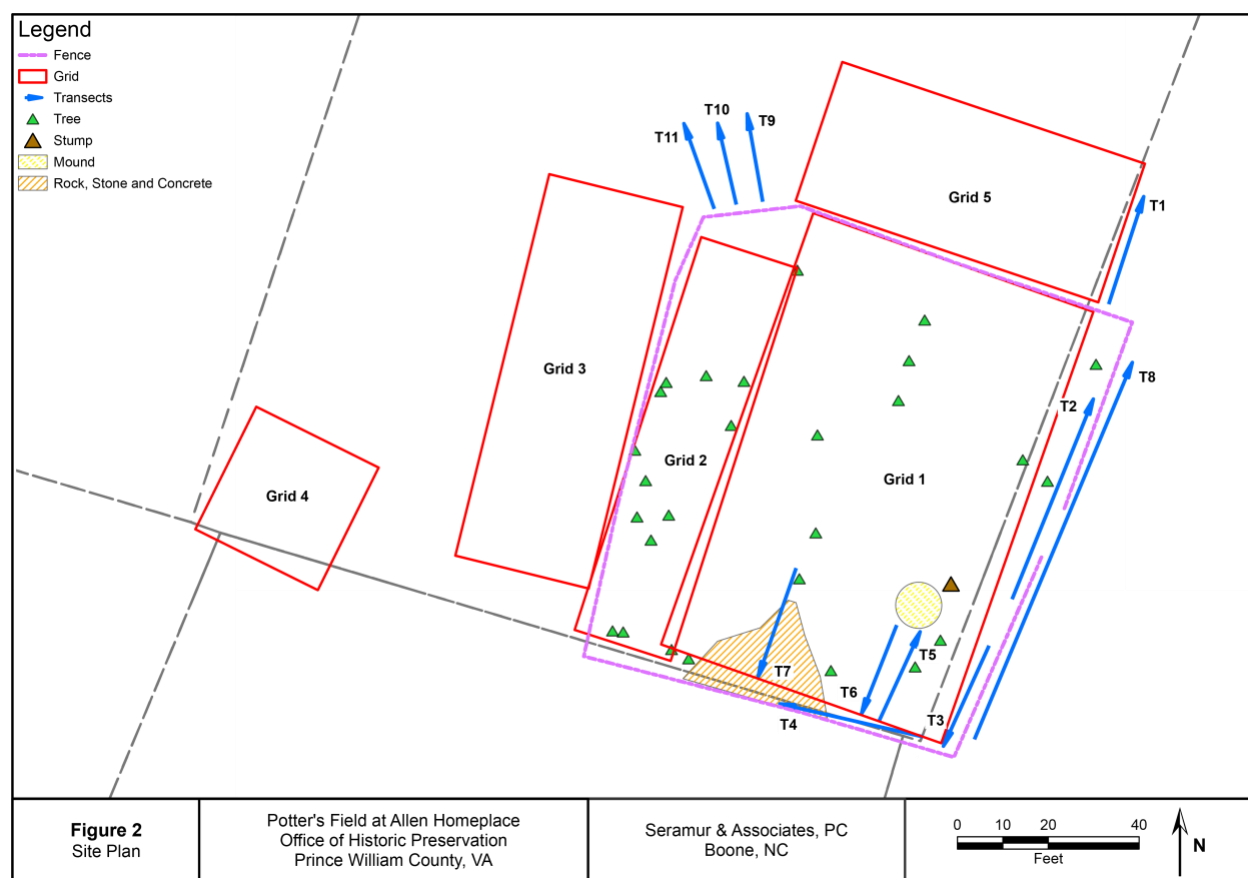 Legend
Fence
Grid
Transects
Tree
Stump
Mound
Rock, Stone and Concrete
T10
T9
T11
Grid 5
T1
Grid 3
T8
T2
Grid 2
Grid 1
Grid 4
T5
T7
T6
T3
T4
Figure 2
Site Plan
Potter's Field at Allen Homeplace
Office of Historic Preservation
Prince William County, VA
Seramur & Associates, PC
Boone, NC
0 10 20 40
Feet
N